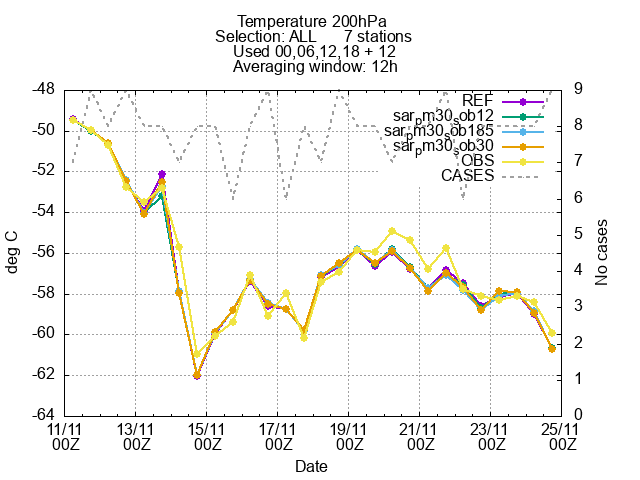 Temperature 200hPa
Selection: ALL 7 stations
Used 00,06,12,18 + 12
Averaging window: 12h
-48
-50
-52
-54
-56
-58
-60
-62
-64
9
8
7
6
5
4
3
2
1
0
REF
sarpm30sob12
sarpm30sob185
sarpm30sob30
OBS
CASES
deg C
No cases
11/11 13/11 15/11 17/11 19/11 21/11 23/11 25/11
00Z 00Z 00Z 00Z 00Z 00Z 00Z 00Z
Date